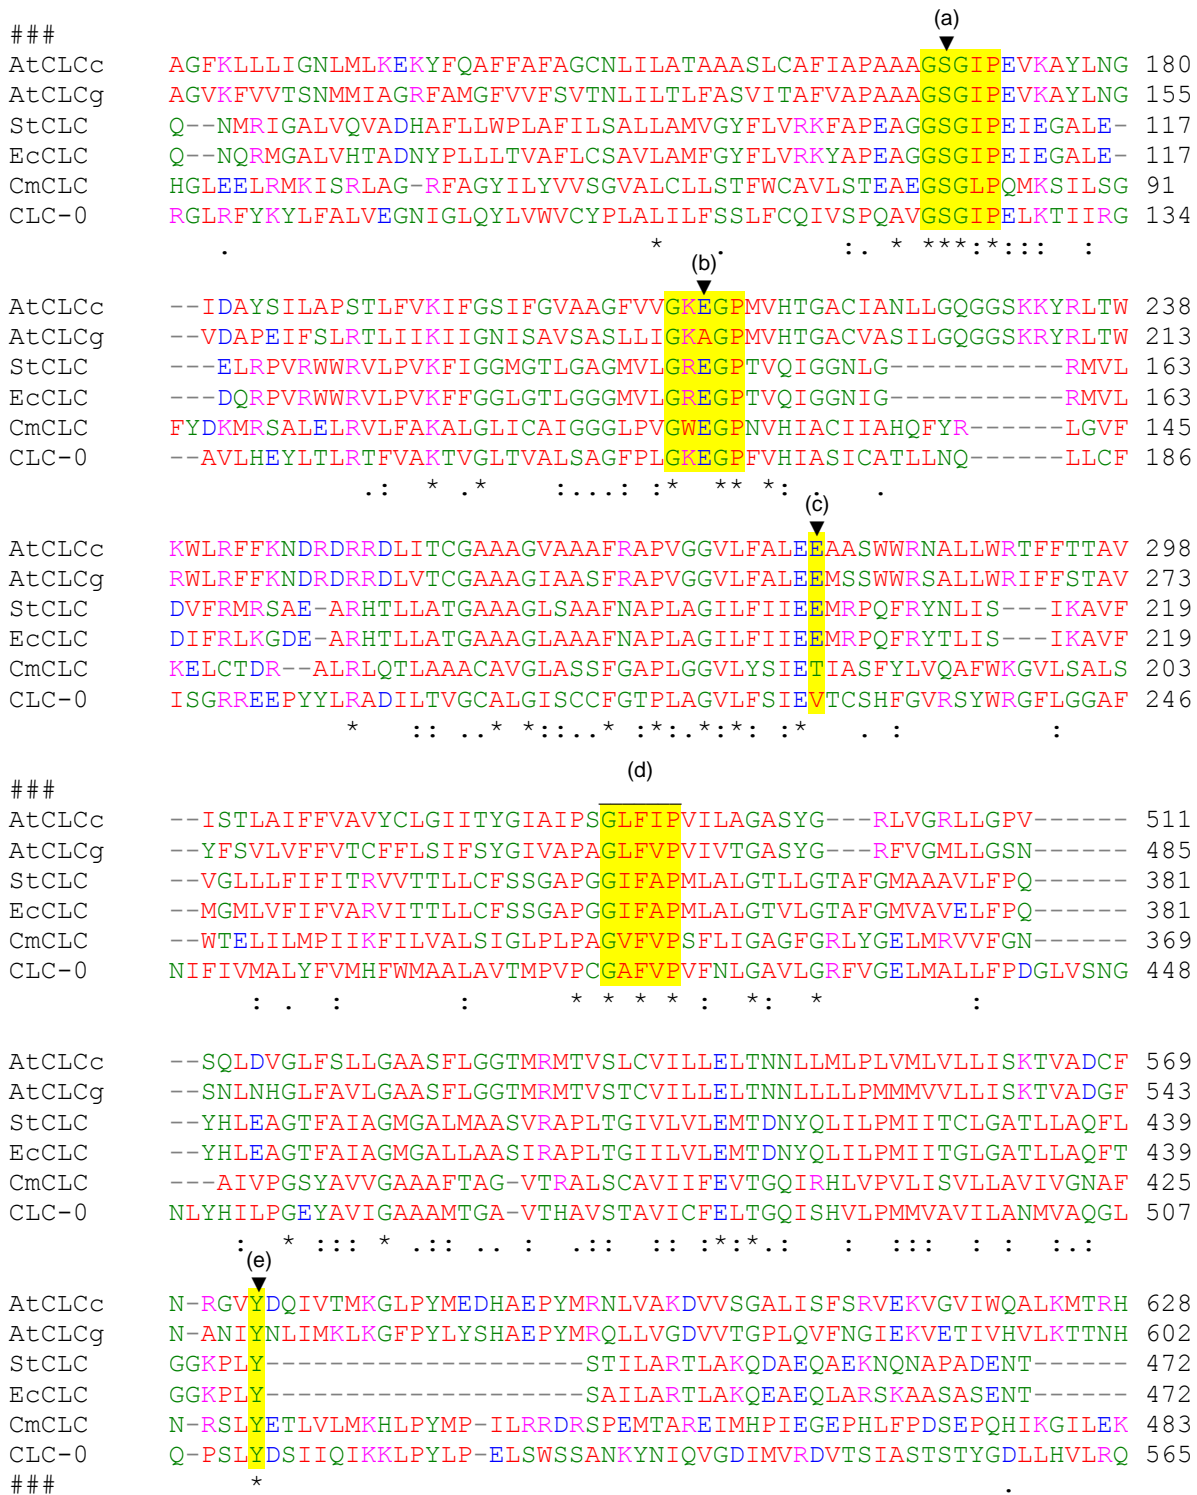 (a)
▼
###
AtCLCc AGFKLLLIGNLMLKEKYFQAFFAFAGCNLILATAAASLCAFIAPAAAGSGIPEVKAYLNG 180
AtCLCg AGVKFVVTSNMMIAGRFAMGFVVFSVTNLILTLFASVITAFVAPAAAGSGIPEVKAYLNG 155
StCLC Q--NMRIGALVQVADHAFLLWPLAFILSALLAMVGYFLVRKFAPEAGGSGIPEIEGALE- 117
EcCLC Q--NQRMGALVHTADNYPLLLTVAFLCSAVLAMFGYFLVRKYAPEAGGSGIPEIEGALE- 117
CmCLC HGLEELRMKISRLAG-RFAGYILYVVSGVALCLLSTFWCAVLSTEAEGSGLPQMKSILSG 91
CLC-0 RGLRFYKYLFALVEGNIGLQYLVWVCYPLALILFSSLFCQIVSPQAVGSGIPELKTIIRG 134
. * . :. * ***:*::: :
(b)
▼
AtCLCc --IDAYSILAPSTLFVKIFGSIFGVAAGFVVGKEGPMVHTGACIANLLGQGGSKKYRLTW 238
AtCLCg --VDAPEIFSLRTLIIKIIGNISAVSASLLIGKAGPMVHTGACVASILGQGGSKRYRLTW 213
StCLC ---ELRPVRWWRVLPVKFIGGMGTLGAGMVLGREGPTVQIGGNLG-----------RMVL 163
EcCLC ---DQRPVRWWRVLPVKFFGGLGTLGGGMVLGREGPTVQIGGNIG-----------RMVL 163
CmCLC FYDKMRSALELRVLFAKALGLICAIGGGLPVGWEGPNVHIACIIAHQFYR------LGVF 145
CLC-0 --AVLHEYLTLRTFVAKTVGLTVALSAGFPLGKEGPFVHIASICATLLNQ------LLCF 186
.: * .* :...: :* ** *: . .
(c)
▼
AtCLCc KWLRFFKNDRDRRDLITCGAAAGVAAAFRAPVGGVLFALEEAASWWRNALLWRTFFTTAV 298
AtCLCg RWLRFFKNDRDRRDLVTCGAAAGIAASFRAPVGGVLFALEEMSSWWRSALLWRIFFSTAV 273
StCLC DVFRMRSAE-ARHTLLATGAAAGLSAAFNAPLAGILFIIEEMRPQFRYNLIS---IKAVF 219
EcCLC DIFRLKGDE-ARHTLLATGAAAGLAAAFNAPLAGILFIIEEMRPQFRYTLIS---IKAVF 219
CmCLC KELCTDR--ALRLQTLAAACAVGLASSFGAPLGGVLYSIETIASFYLVQAFWKGVLSALS 203
CLC-0 ISGRREEPYYLRADILTVGCALGISCCFGTPLAGVLFSIEVTCSHFGVRSYWRGFLGGAF 246
* :: ..* *::..* :*:.*:*: :* . : :
(d)
###
AtCLCc --ISTLAIFFVAVYCLGIITYGIAIPSGLFIPVILAGASYG---RLVGRLLGPV------ 511
AtCLCg --YFSVLVFFVTCFFLSIFSYGIVAPAGLFVPVIVTGASYG---RFVGMLLGSN------ 485
StCLC --VGLLLFIFITRVVTTLLCFSSGAPGGIFAPMLALGTLLGTAFGMAAAVLFPQ------ 381
EcCLC --MGMLVFIFVARVITTLLCFSSGAPGGIFAPMLALGTVLGTAFGMVAVELFPQ------ 381
CmCLC --WTELILMPIIKFILVALSIGLPLPAGVFVPSFLIGAGFGRLYGELMRVVFGN------ 369
CLC-0 NIFIVMALYFVMHFWMAALAVTMPVPCGAFVPVFNLGAVLGRFVGELMALLFPDGLVSNG 448
: . : : * * * * : *: * :
AtCLCc --SQLDVGLFSLLGAASFLGGTMRMTVSLCVILLELTNNLLMLPLVMLVLLISKTVADCF 569
AtCLCg --SNLNHGLFAVLGAASFLGGTMRMTVSTCVILLELTNNLLLLPMMMVVLLISKTVADGF 543
StCLC --YHLEAGTFAIAGMGALMAASVRAPLTGIVLVLEMTDNYQLILPMIITCLGATLLAQFL 439
EcCLC --YHLEAGTFAIAGMGALLAASIRAPLTGIILVLEMTDNYQLILPMIITGLGATLLAQFT 439
CmCLC ---AIVPGSYAVVGAAAFTAG-VTRALSCAVIIFEVTGQIRHLVPVLISVLLAVIVGNAF 425
CLC-0 NLYHILPGEYAVIGAAAMTGA-VTHAVSTAVICFELTGQISHVLPMMVAVILANMVAQGL 507
: * ::: * .:: .. : .:: :: :*:*.: : ::: : : :.:
(e)
▼
AtCLCc N-RGVYDQIVTMKGLPYMEDHAEPYMRNLVAKDVVSGALISFSRVEKVGVIWQALKMTRH 628
AtCLCg N-ANIYNLIMKLKGFPYLYSHAEPYMRQLLVGDVVTGPLQVFNGIEKVETIVHVLKTTNH 602
StCLC GGKPLY--------------------STILARTLAKQDAEQAEKNQNAPADENT------ 472
EcCLC GGKPLY--------------------SAILARTLAKQEAEQLARSKAASASENT------ 472
CmCLC N-RSLYETLVLMKHLPYMP-ILRRDRSPEMTAREIMHPIEGEPHLFPDSEPQHIKGILEK 483
CLC-0 Q-PSLYDSIIQIKKLPYLP-ELSWSSANKYNIQVGDIMVRDVTSIASTSTYGDLLHVLRQ 565
### * .